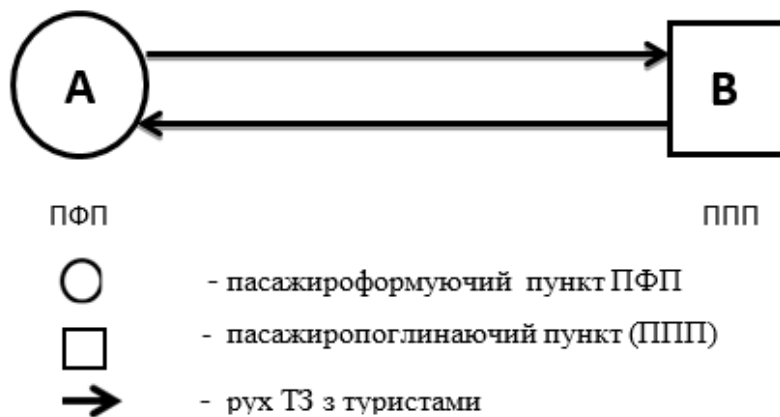 А
В
ПФП
ППП
- пасажироформуючий пункт ПФП
- пасажиропоглинаючий пункт (ППП)
- рух ТЗ з туристами